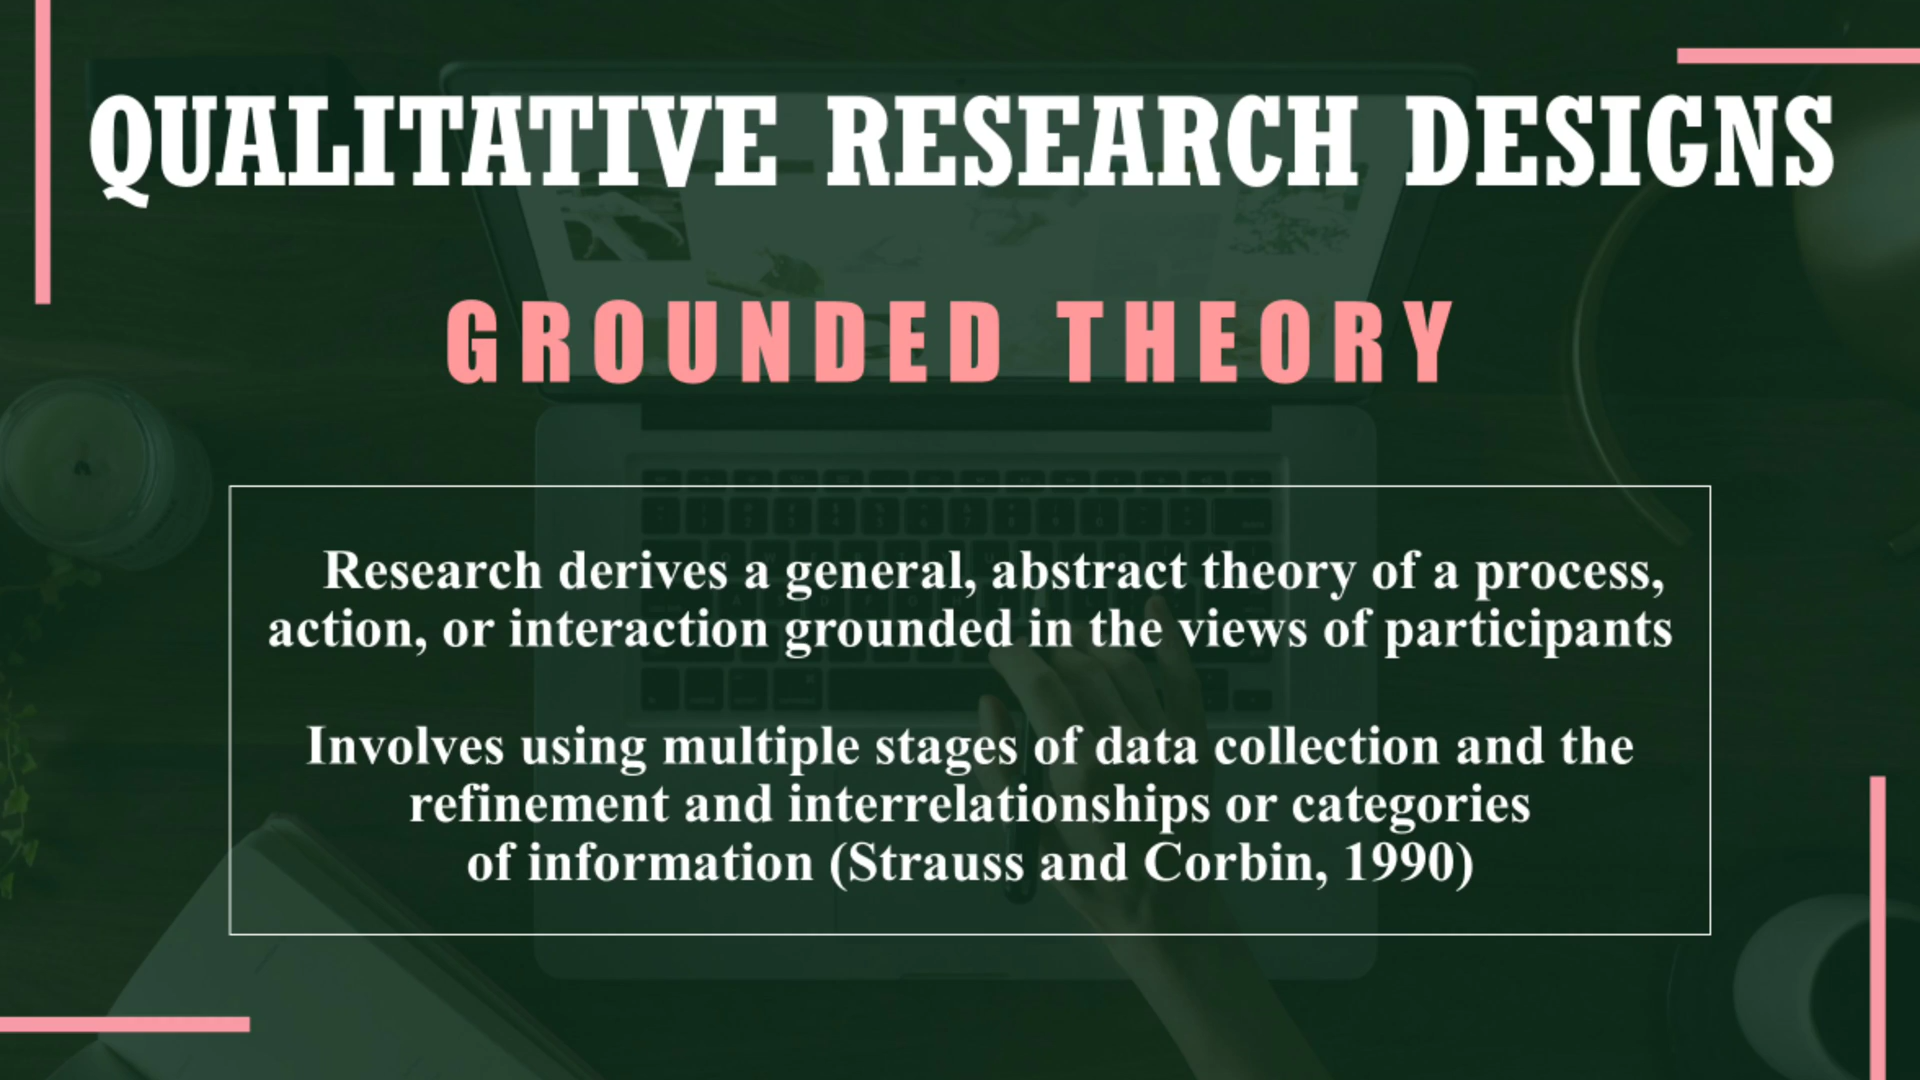 QUALITATIVE RESEARCH DESIGNS
GROUNDED THEORY
Research derives a general, abstract theory of a process,
action, or interaction grounded in the views of participants
Involves using multiple stages of data collection and the
refinement and interrelationships or categories
of information (Strauss and Corbin, 1990)